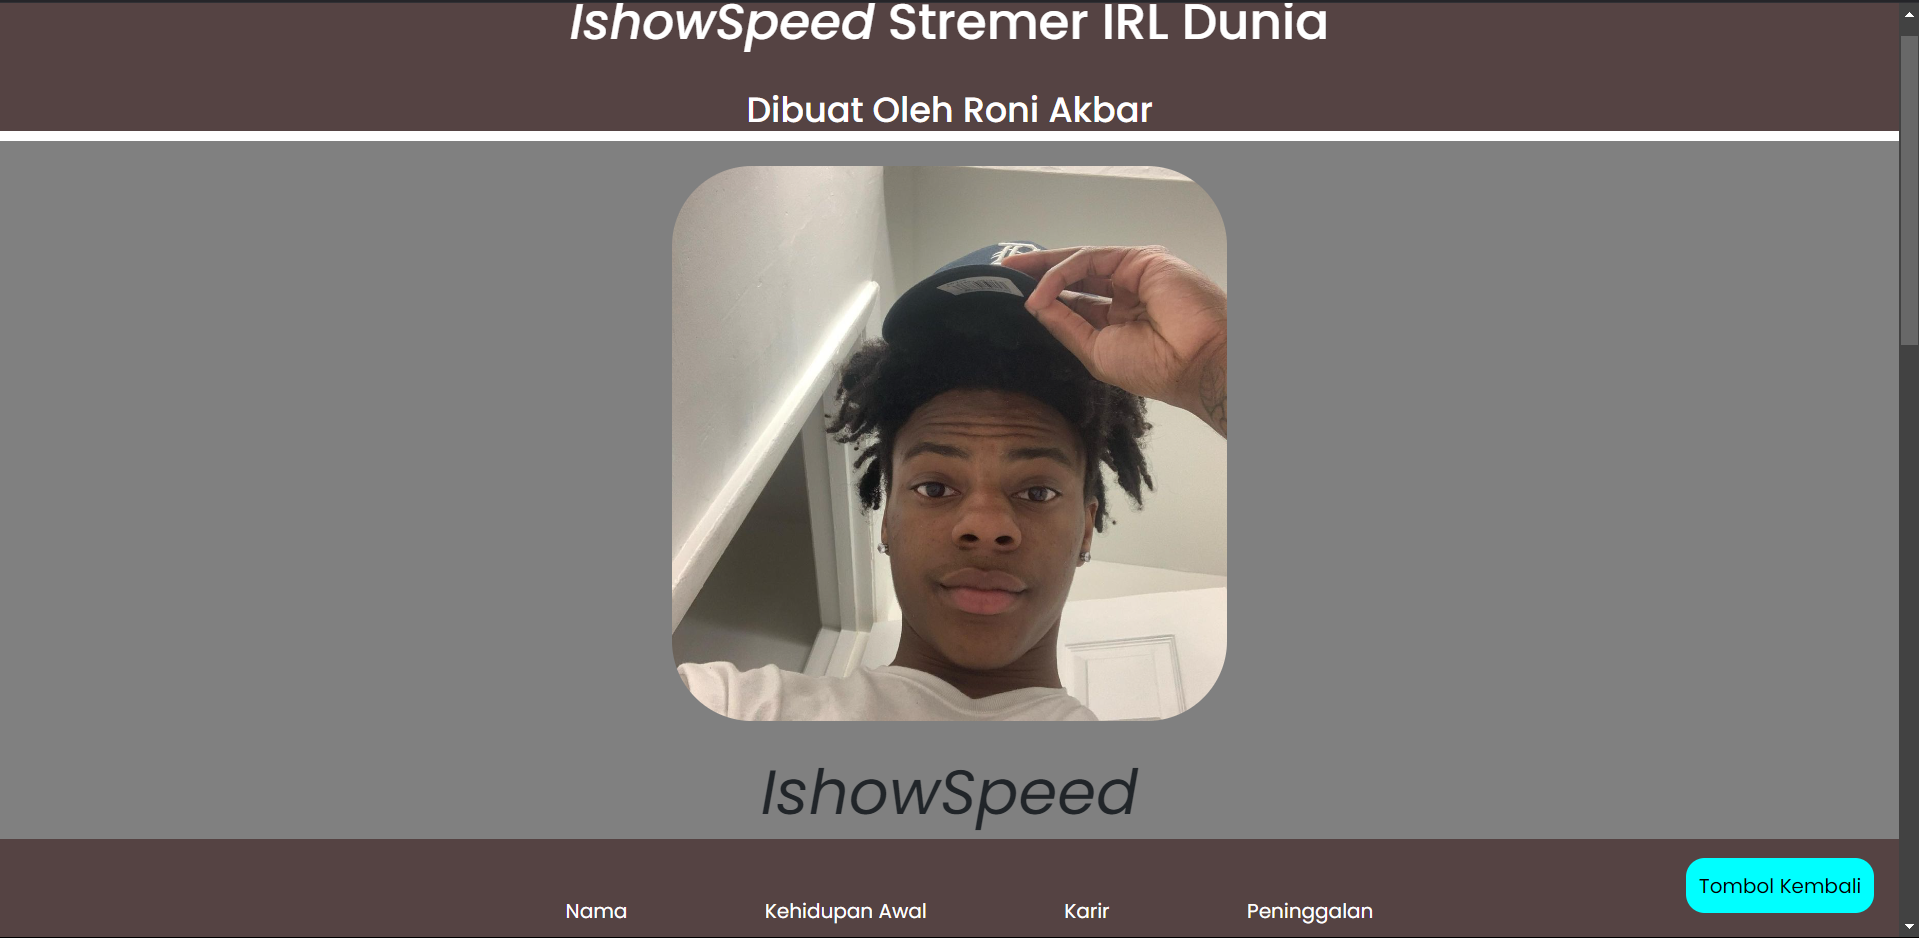 IshowSpeed Stremer IRL Dunia
Dibuat Oleh Roni Akbar
IshowSpeed
Nama Kehidupan Awal Karir Peninggalan
Tombol Kembali